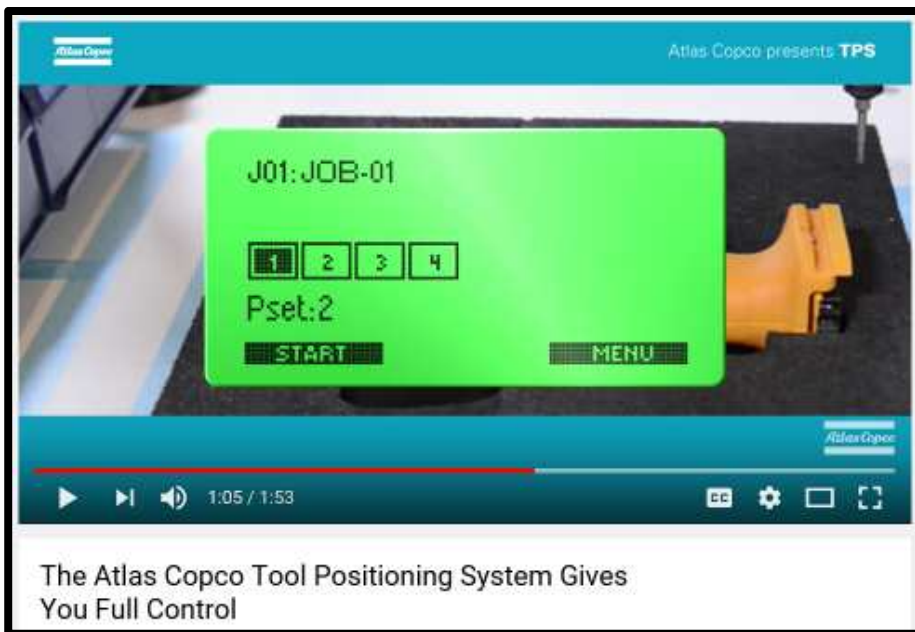 Atlas Copco
Atlas Copco presents TPS
J01:JOB-01
1 2 3 4
Pset:2
START MENU
Atlas Copco
1:05 / 1:53
CC
The Atlas Copco Tool Positioning System Gives
You Full Control